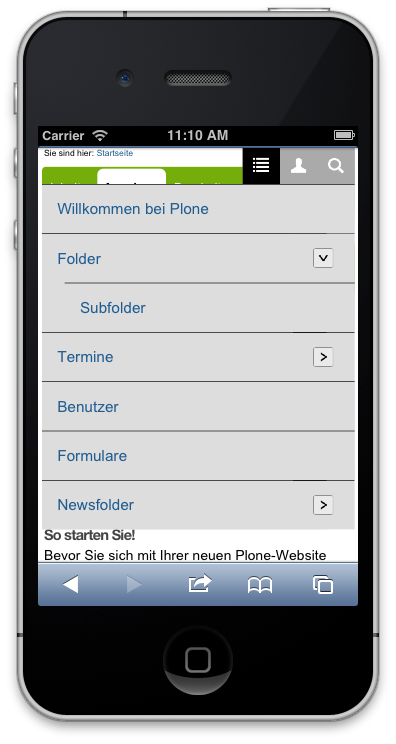 Carrier 11:10 AM
Sie sind hier: Startseite
Willkommen bei Plone
Folder
Subfolder
Termine
Benutzer
Formulare
Newsfolder
So starten Sie!
Bevor Sie sich mit Ihrer neuen Plone-Website